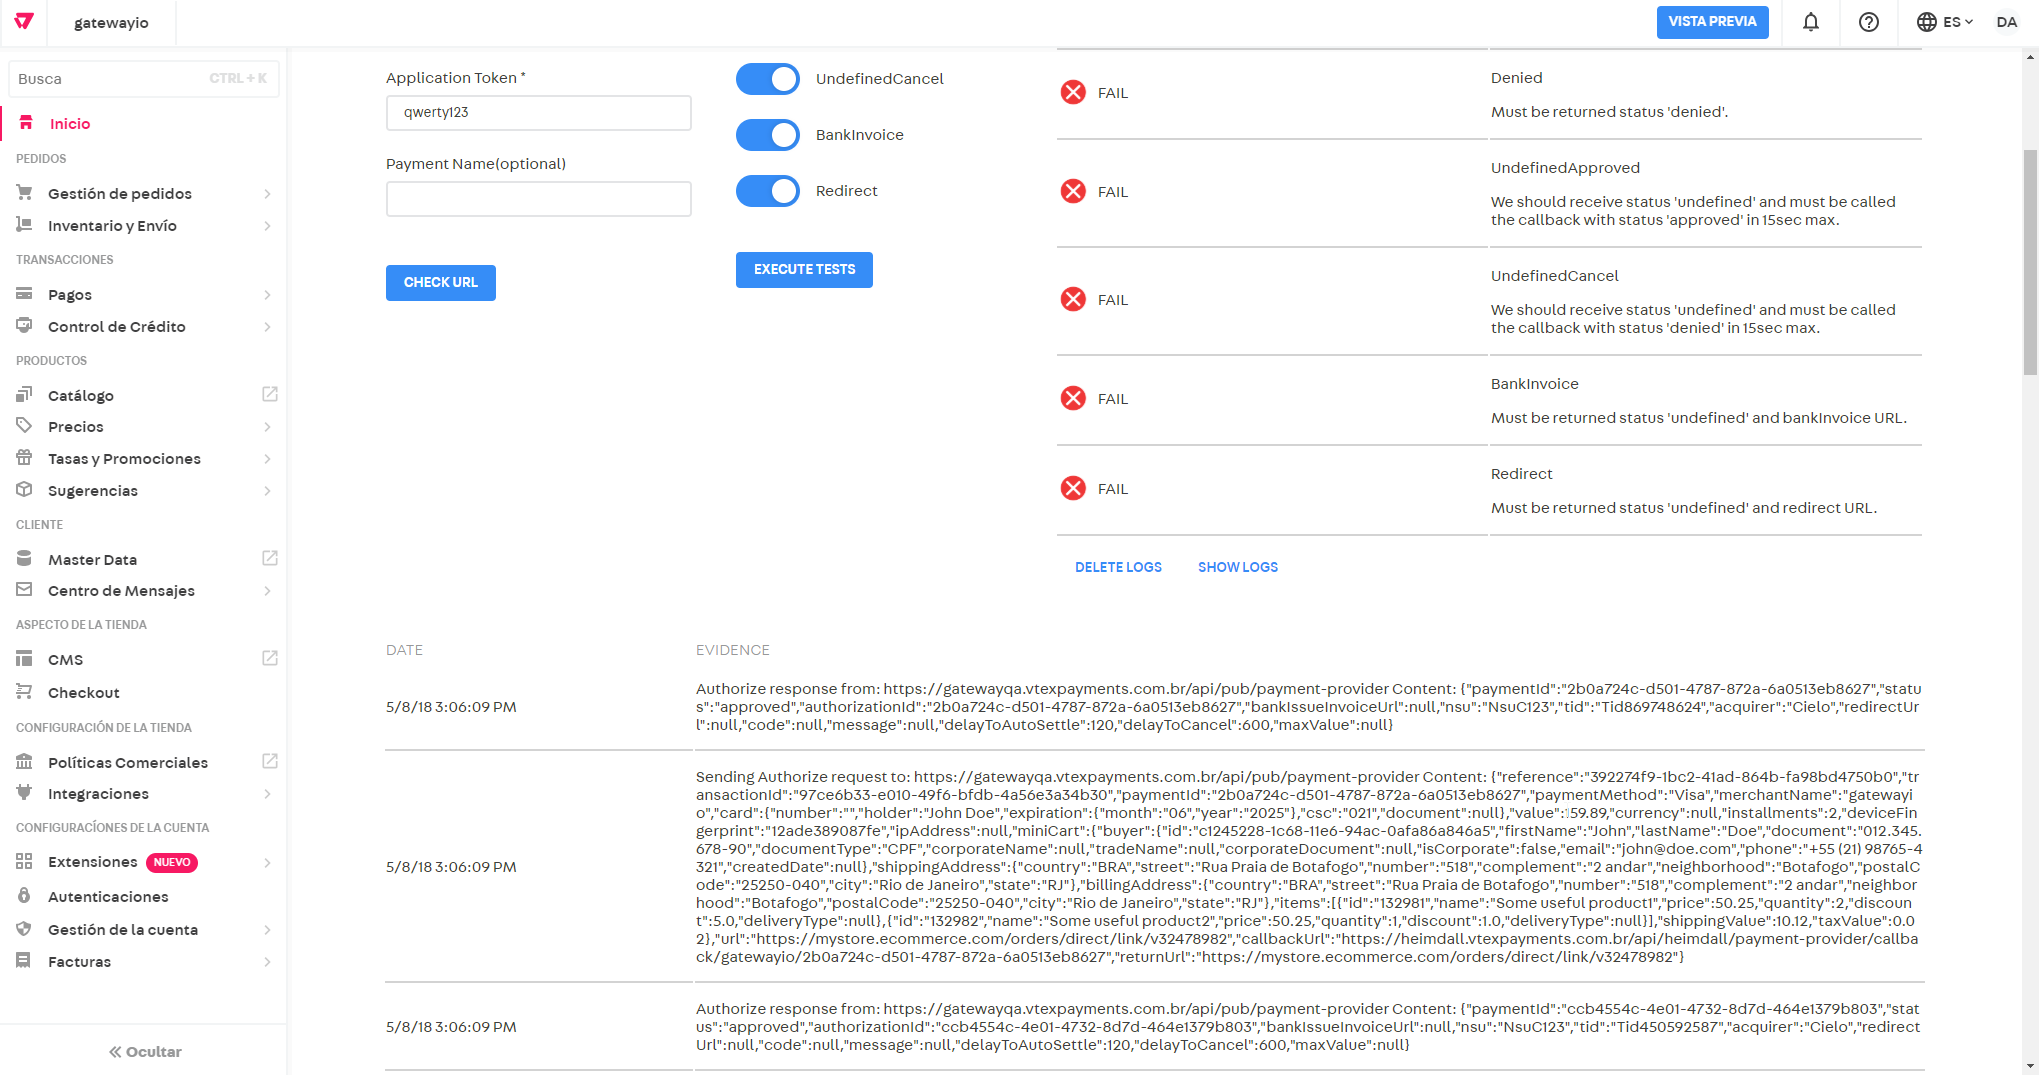 gatewayio
VISTA PREVIA
ES
DA
Busca
CTRL + K
Inicio
PEDIDOS
Gestión de pedidos
Inventario y Envío
TRANSACCIONES
Pagos
Control de Crédito
PRODUCTOS
Catálogo
Precios
Tasas y Promociones
Sugerencias
CLIENTE
Master Data
Centro de Mensajes
ASPECTO DE LA TIENDA
CMS
Checkout
CONFIGURACIÓN DE LA TIENDA
Políticas Comerciales
Integraciones
CONFIGURACÍONES DE LA CUENTA
Extensiones NUEVO
Autenticaciones
Gestión de la cuenta
Facturas
Ocultar
Application Token *
qwerty123
Payment Name(optional)
CHECK URL
UndefinedCancel
BankInvoice
Redirect
EXECUTE TESTS
FAIL
Denied
Must be returned status 'denied'.
FAIL
UndefinedApproved
We should receive status 'undefined' and must be called
the callback with status 'approved' in 15sec max.
FAIL
UndefinedCancel
We should receive status 'undefined' and must be called
the callback with status 'denied' in 15sec max.
FAIL
BankInvoice
Must be returned status 'undefined' and bankInvoice URL.
FAIL
Redirect
Must be returned status 'undefined' and redirect URL.
DELETE LOGS SHOW LOGS
DATE EVIDENCE
5/8/18 3:06:09 PM
Authorize response from: https://gatewayqa.vtexpayments.com.br/api/pub/payment-provider Content: {"paymentId":"2b0a724c-d501-4787-872a-6a0513eb8627","statu
s":"approved","authorizationId":"2b0a724c-d501-4787-872a-6a0513eb8627","bankIssueInvoiceUrl":null,"nsu":"NsuC123","tid":"Tid869748624","acquirer":"Cielo","redirectUr
l":null,"code":null,"message":null,"delayToAutoSettle":120,"delayToCancel":600,"maxValue":null}
5/8/18 3:06:09 PM
Sending Authorize request to: https://gatewayqa.vtexpayments.com.br/api/pub/payment-provider Content: {"reference":"392274f9-1bc2-41ad-864b-fa98bd4750b0","tr
ansactionId":"97ce6b33-e010-49f6-bfdb-4a56e3a34b30","paymentId":"2b0a724c-d501-4787-872a-6a0513eb8627","paymentMethod":"Visa","merchantName":"gatewayi
o","card":{"number":"","holder":"John Doe","expiration":{"month":"06","year":"2025"},"csc":"021","document":null},"value":59.89,"currency":null,"installments":2,"deviceFin
gerprint":"12ade389087fe","ipAddress":null,"miniCart":{"buyer":{"id":"c1245228-1c68-11e6-94ac-0afa86a846a5","firstName":"John","lastName":"Doe","document":"012.345.
678-90","documentType":"CPF","corporateName":null,"tradeName":null,"corporateDocument":null,"isCorporate":false,"email":"john@doe.com","phone":"+55 (21) 98765-4
321","createdDate":null},"shippingAddress":{"country":"BRA","street":"Rua Praia de Botafogo","number":"518","complement":"2 andar","neighborhood":"Botafogo","postalC
ode":"25250-040","city":"Rio de Janeiro","state":"RJ"},"billingAddress":{"country":"BRA","street":"Rua Praia de Botafogo","number":"518","complement":"2 andar","neighbor
hood":"Botafogo","postalCode":"25250-040","city":"Rio de Janeiro","state":"RJ"},"items":[{"id":"132981","name":"Some useful product1","price":50.25,"quantity":2,"discoun
t":5.0,"deliveryType":null},{"id":"132982","name":"Some useful product2","price":50.25,"quantity":1,"discount":1.0,"deliveryType":null}],"shippingValue":10.12,"taxValue":0.0
2},"url":"https://mystore.ecommerce.com/orders/direct/link/v32478982","callbackUrl":"https://heimdall.vtexpayments.com.br/api/heimdall/payment-provider/callba
ck/gatewayio/2b0a724c-d501-4787-872a-6a0513eb8627","returnUrl":"https://mystore.ecommerce.com/orders/direct/link/v32478982"}
5/8/18 3:06:09 PM
Authorize response from: https://gatewayqa.vtexpayments.com.br/api/pub/payment-provider Content: {"paymentId":"ccb4554c-4e01-4732-8d7d-464e1379b803","stat
us":"approved","authorizationId":"ccb4554c-4e01-4732-8d7d-464e1379b803","bankIssueInvoiceUrl":null,"nsu":"NsuC123","tid":"Tid450592587","acquirer":"Cielo","redirect
Url":null,"code":null,"message":null,"delayToAutoSettle":120,"delayToCancel":600,"maxValue":null}